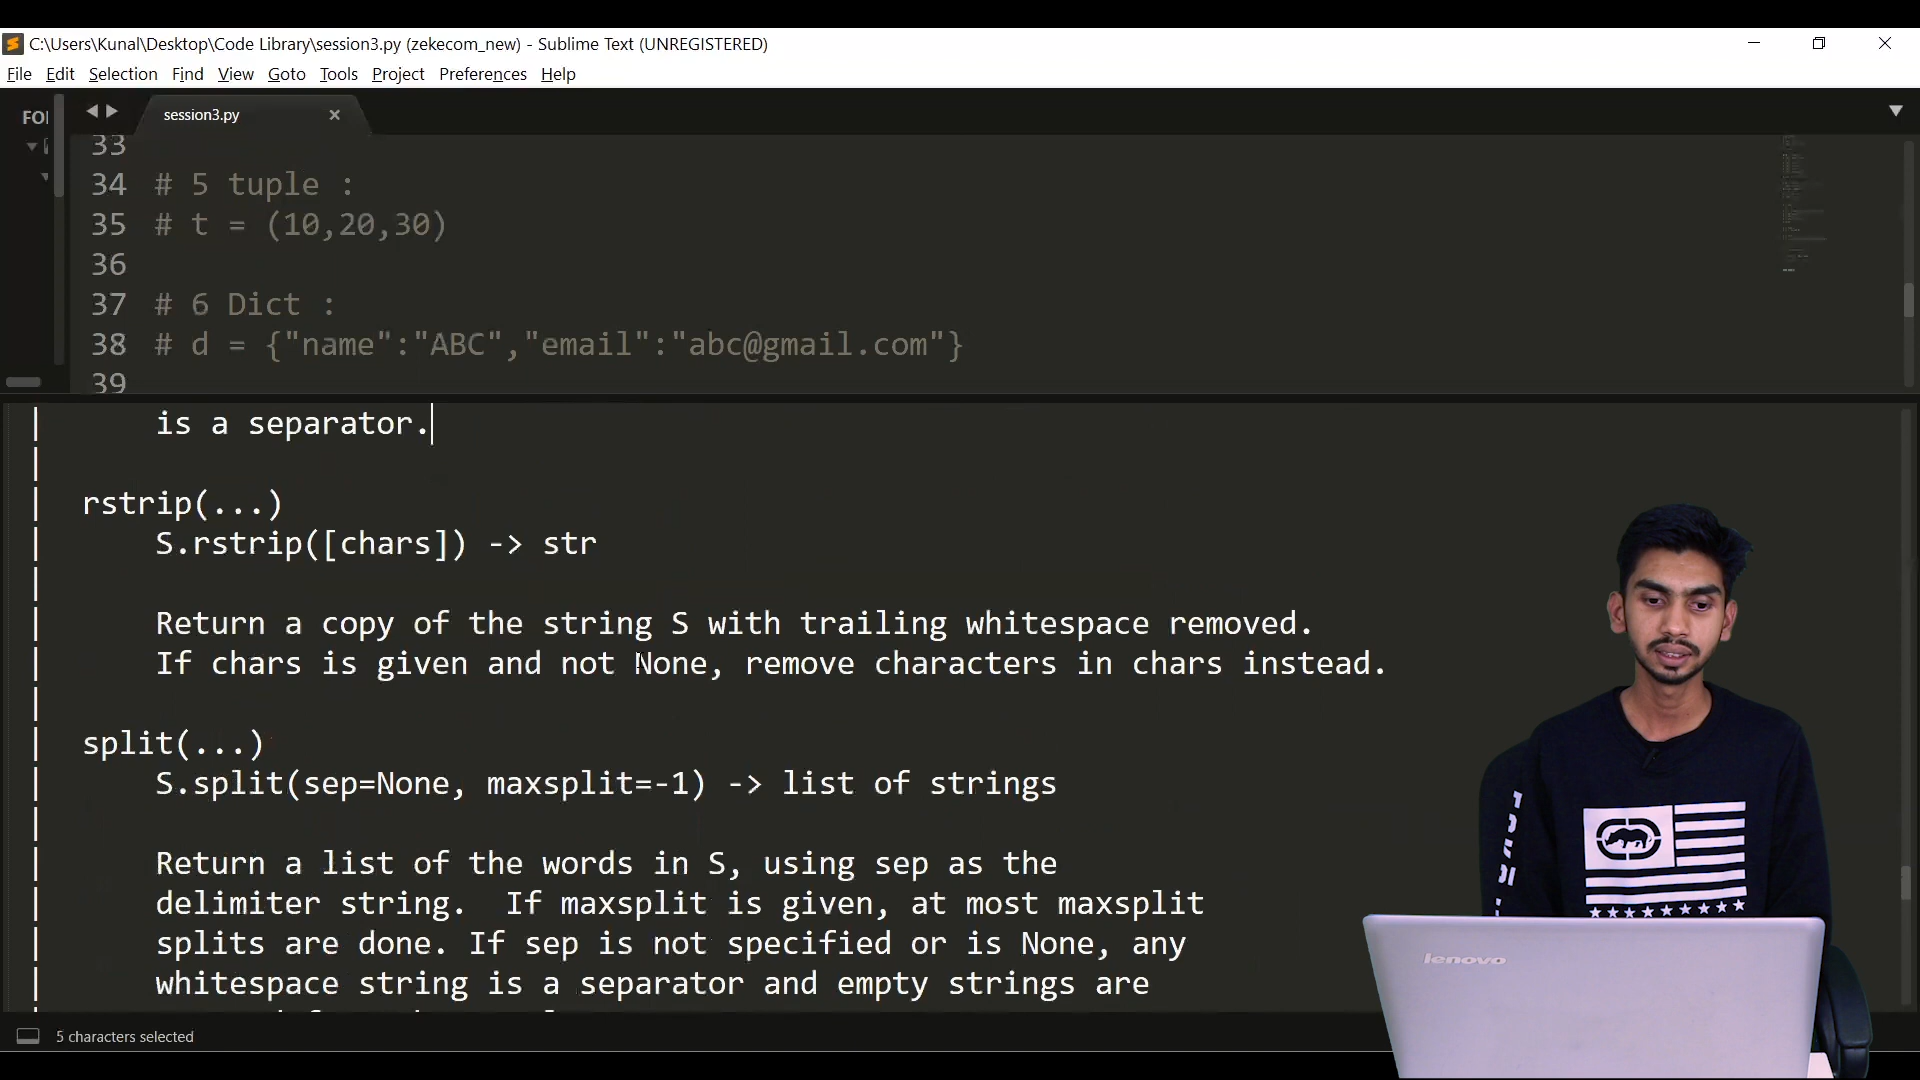 C:\Users\Kunal\Desktop\Code Library\session3.py (zekecom_new) - Sublime Text (UNREGISTERED)
File Edit Selection Find View Goto Tools Project Preferences Help
FOI
session3.py
33
34 # 5 tuple :
35 # t = (10,20,30)
36
37 # 6 Dict :
38 # d = {"name":"ABC","email":"abc@gmail.com"}
39
| is a separator.
|
| rstrip(...)
| S.rstrip([chars]) -> str
|
| Return a copy of the string S with trailing whitespace removed.
| If chars is given and not None, remove characters in chars instead.
|
| split(...)
| S.split(sep=None, maxsplit=-1) -> list of strings
|
| Return a list of the words in S, using sep as the
| delimiter string.  If maxsplit is given, at most maxsplit
| splits are done. If sep is not specified or is None, any
| whitespace string is a separator and empty strings are
5 characters selected
lenovo